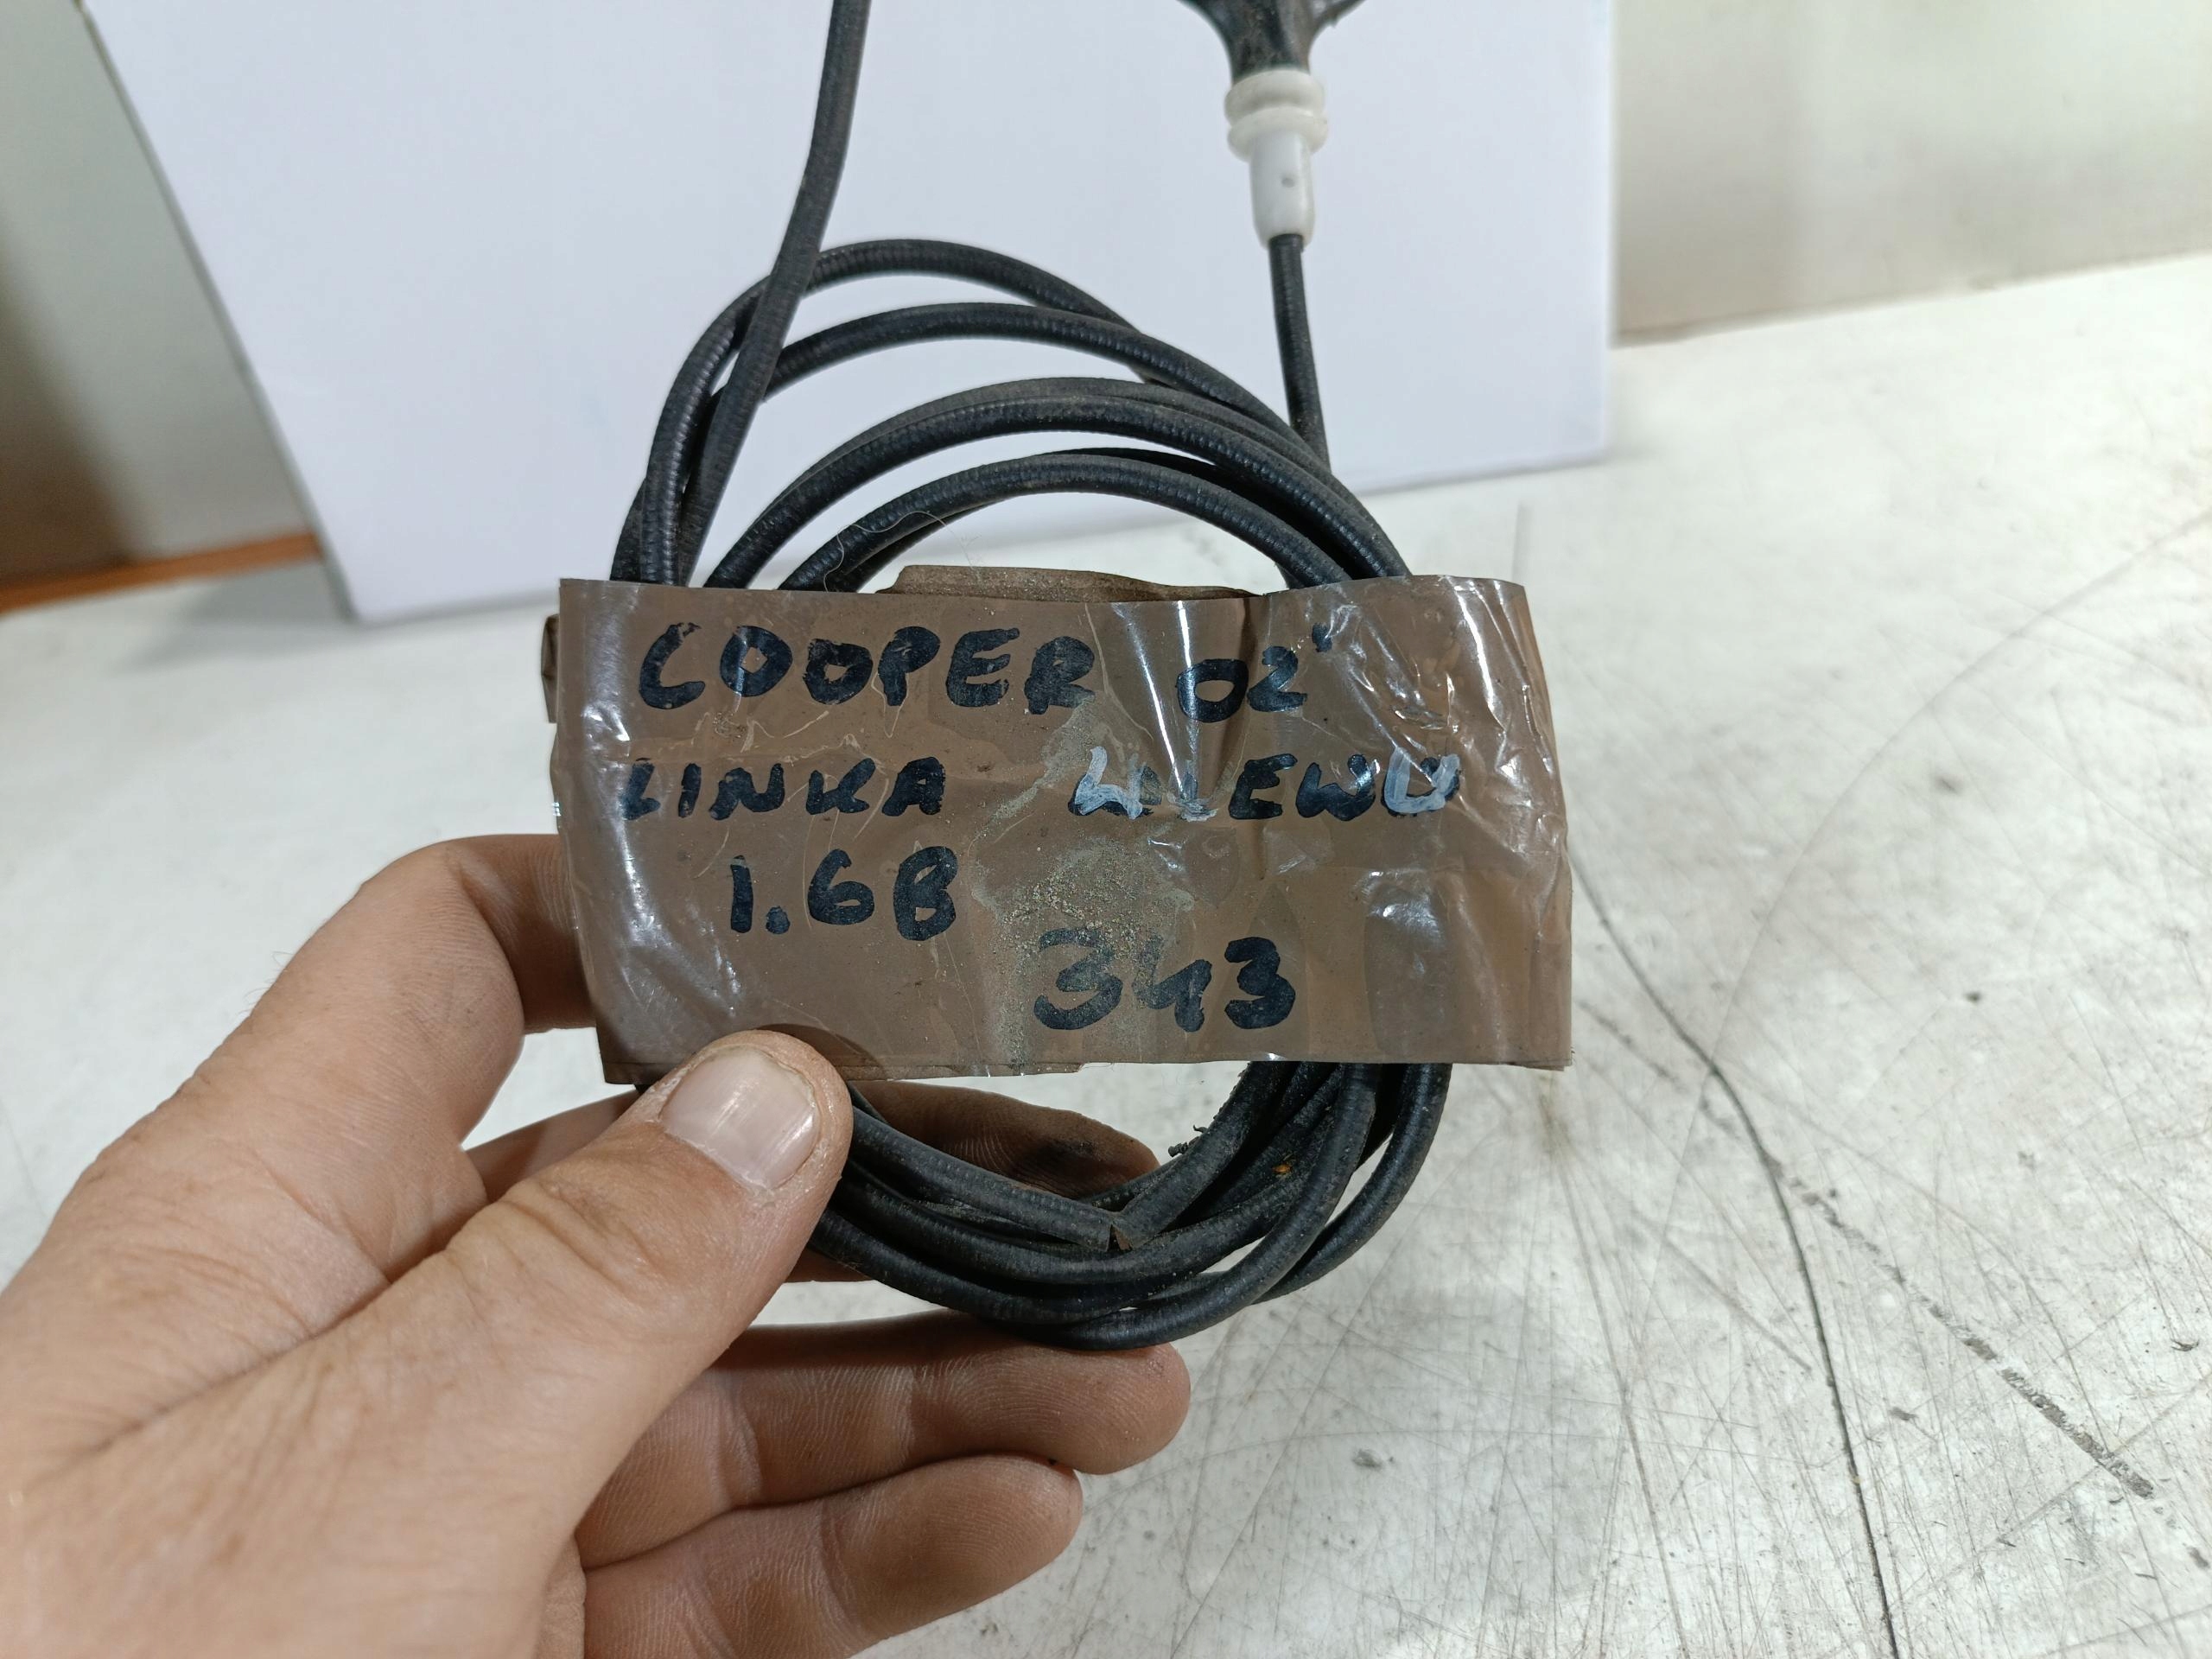 COOPER 02'
LINKA WLEWU
1.6B
343